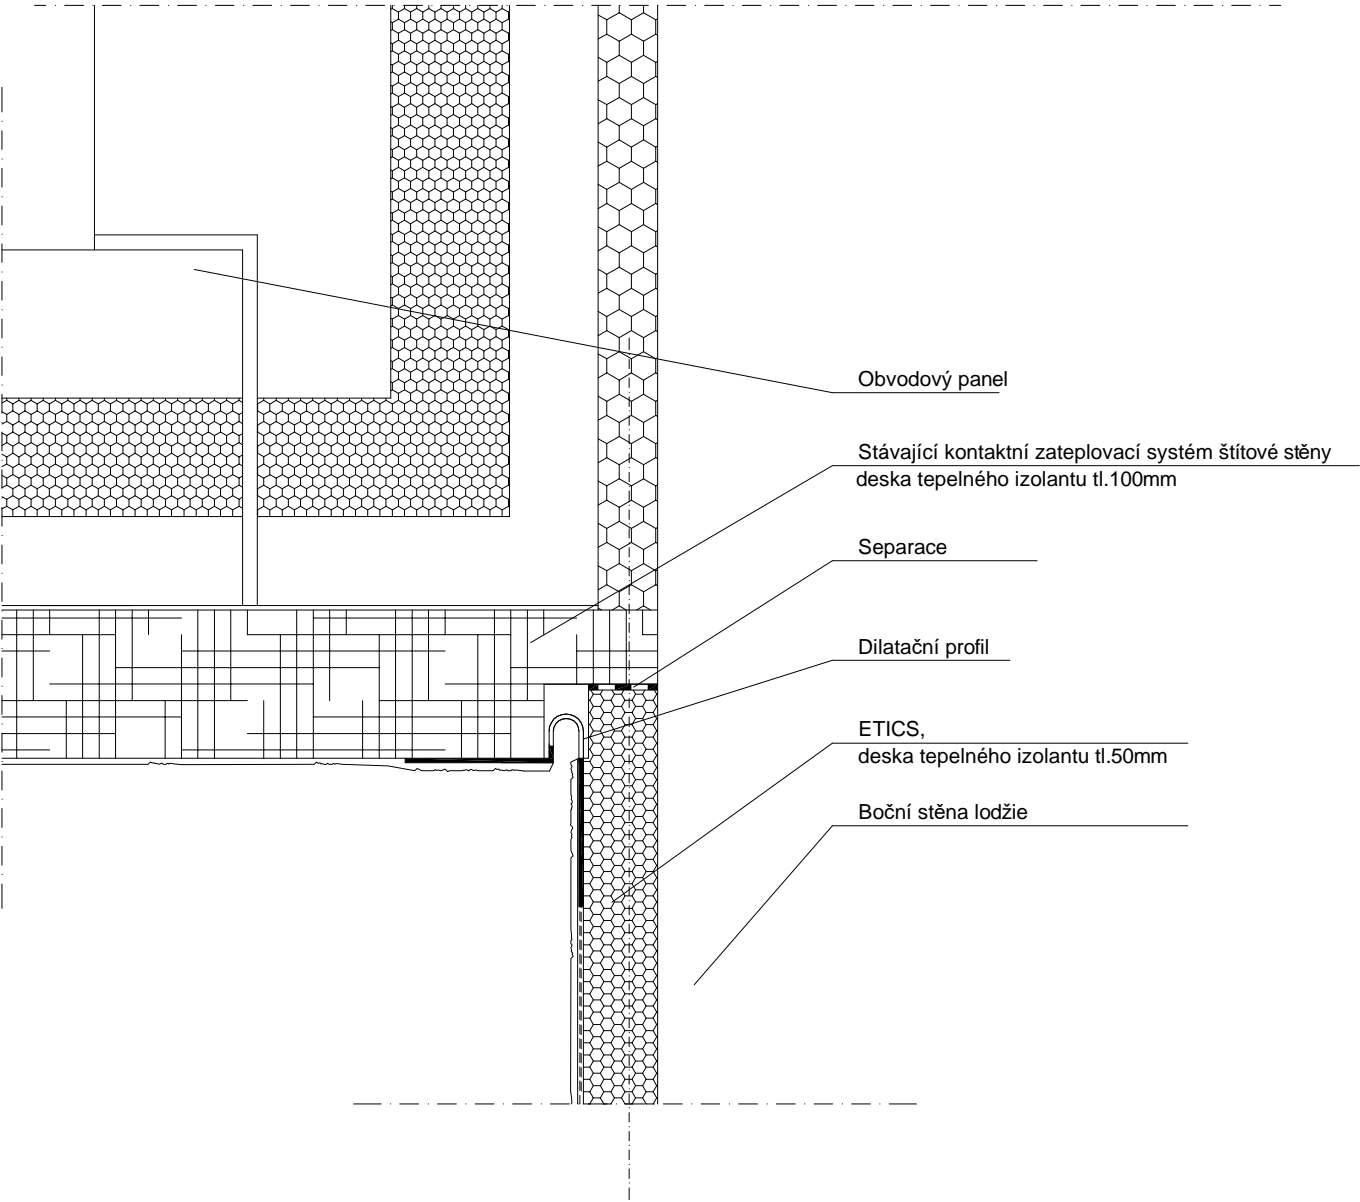 Obvodový panel
Stávající kontaktní zateplovací systém štítové stěny
deska tepelného izolantu tl.100mm
Separace
Dilatační profil
ETICS,
deska tepelného izolantu tl.50mm
Boční stěna lodžie